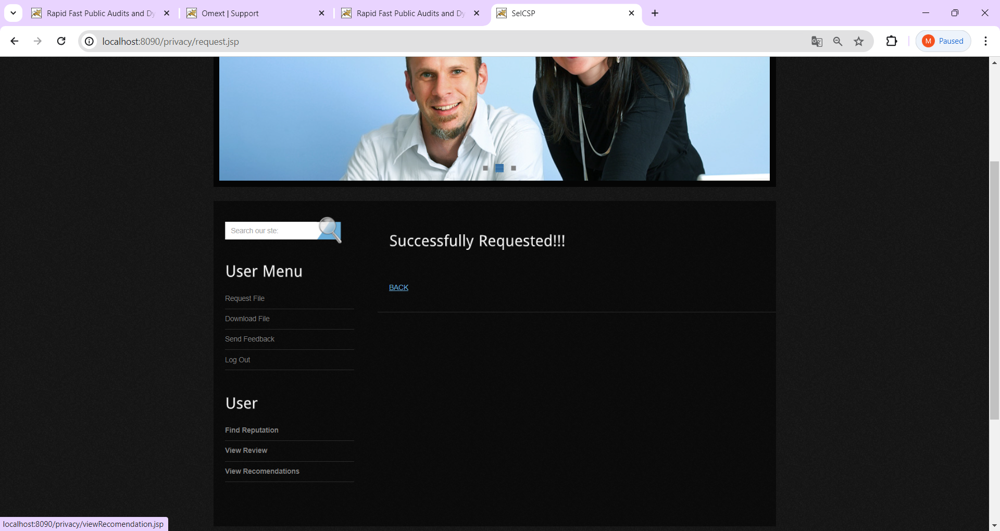 Rapid Fast Public Audits and Dy
Omext | Support
Rapid Fast Public Audits and Dy
SelCSP
localhost:8090/privacy/request.jsp
M Paused
Search our ste:
Successfully Requested!!!
User Menu
BACK
Request File
Download File
Send Feedback
Log Out
User
Find Reputation
View Review
View Recomendations
localhost:8090/privacy/viewRecomendation.jsp